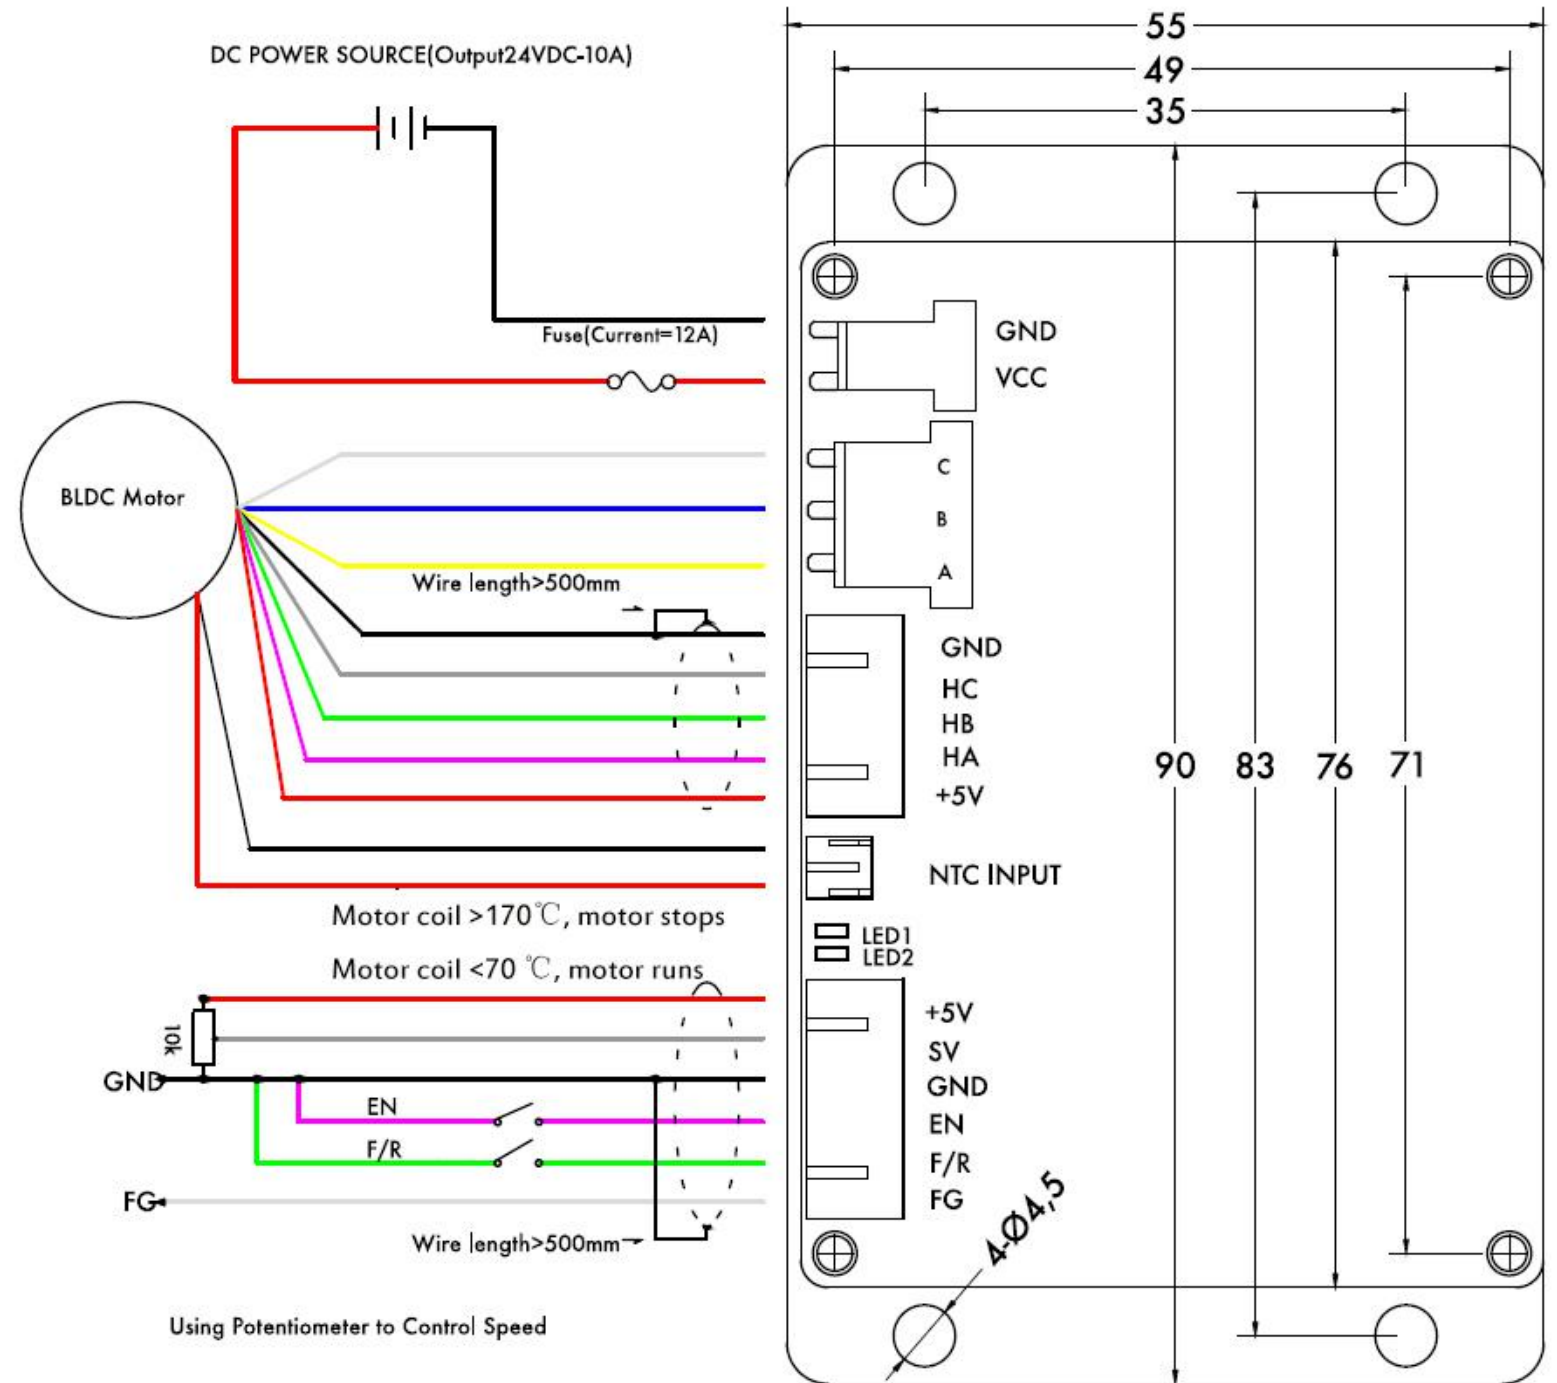 55
49
35
DC POWER SOURCE(Output24VDC-10A)
Fuse(Current=12A)
GND
VCC
BLDC Motor
C
B
A
Wire length>500mm
GND
HC
HB
HA
+5V
90 83 76 71
NTC INPUT
Motor coil >170℃, motor stops
LED1
LED2
Motor coil <70 ℃, motor runs
10k
+5V
SV
GND
GND
EN
EN
F/R
F/R
FG
FG
Wire length>500mm
4-Ø4,5
Using Potentiometer to Control Speed